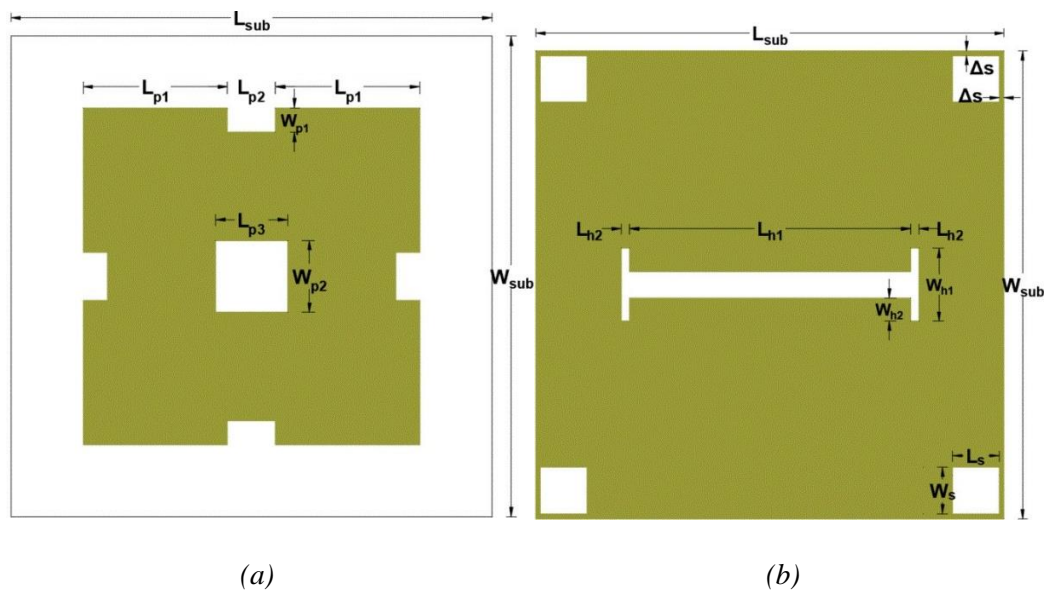 Lsub
Lp1
Lp2
Lp1
Wp1
Lp3
Wp2
Wsub
(a)
Lsub
Δs
Δs
Lh2
Lh1
Lh2
Wh1
Wh2
Wsub
Ls
Ws
(b)